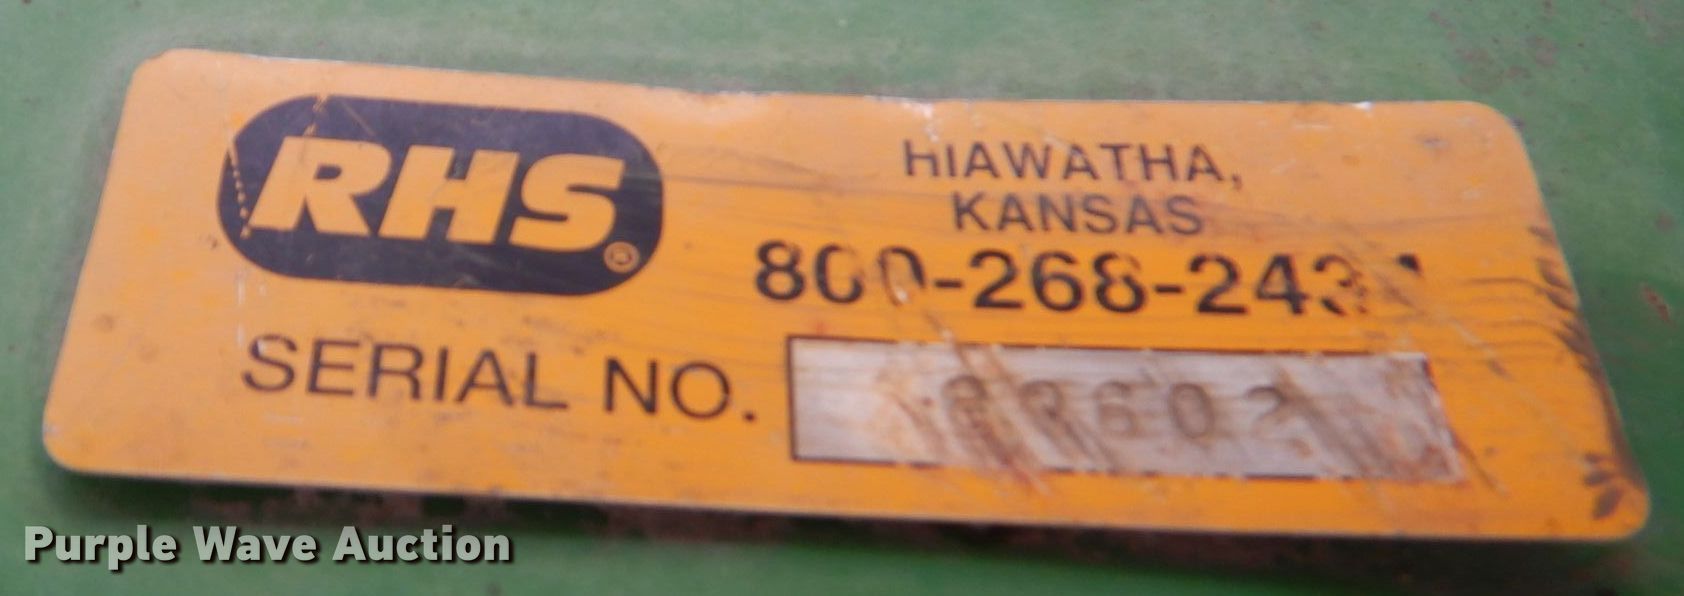 RHS®
HIAWATHA,
KANSAS
SERIAL NO.
Purple Wave Auction